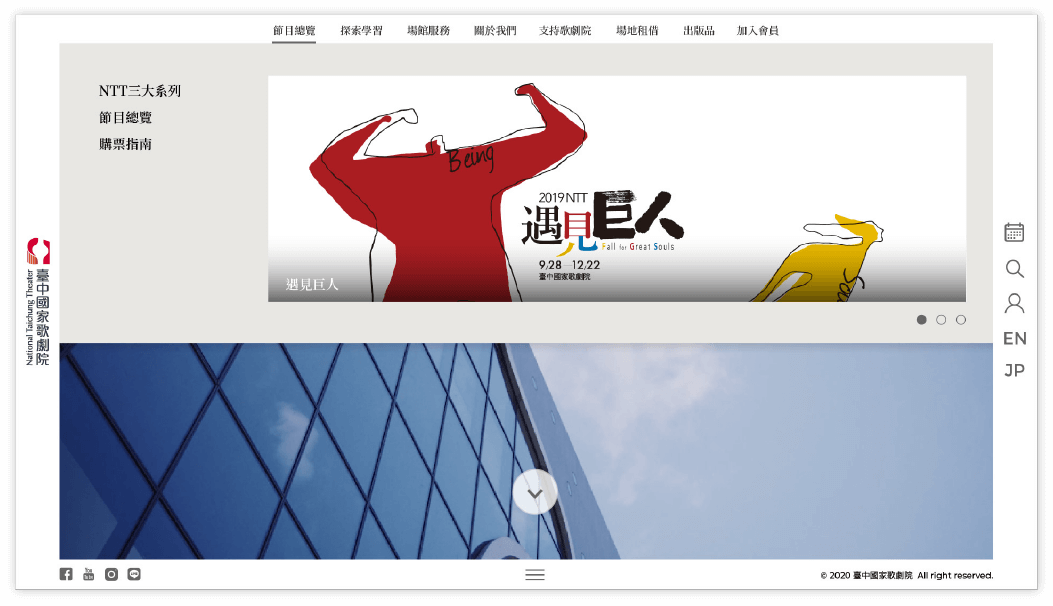 節目總覽 探索學習 場館服務 關於我們 支持歌劇院 場地租借 出版品 加入會員
NTT三大系列
節目總覽
購票指南
Being
2019 NTT
遇見巨人
Fall for Great Souls
9/28 — 12/22
臺中國家歌劇院
遇見巨人
Soul
臺中國家歌劇院
National Taichung Theater
EN
JP
You
Tube
LINE
© 2020 臺中國家歌劇院 All right reserved.